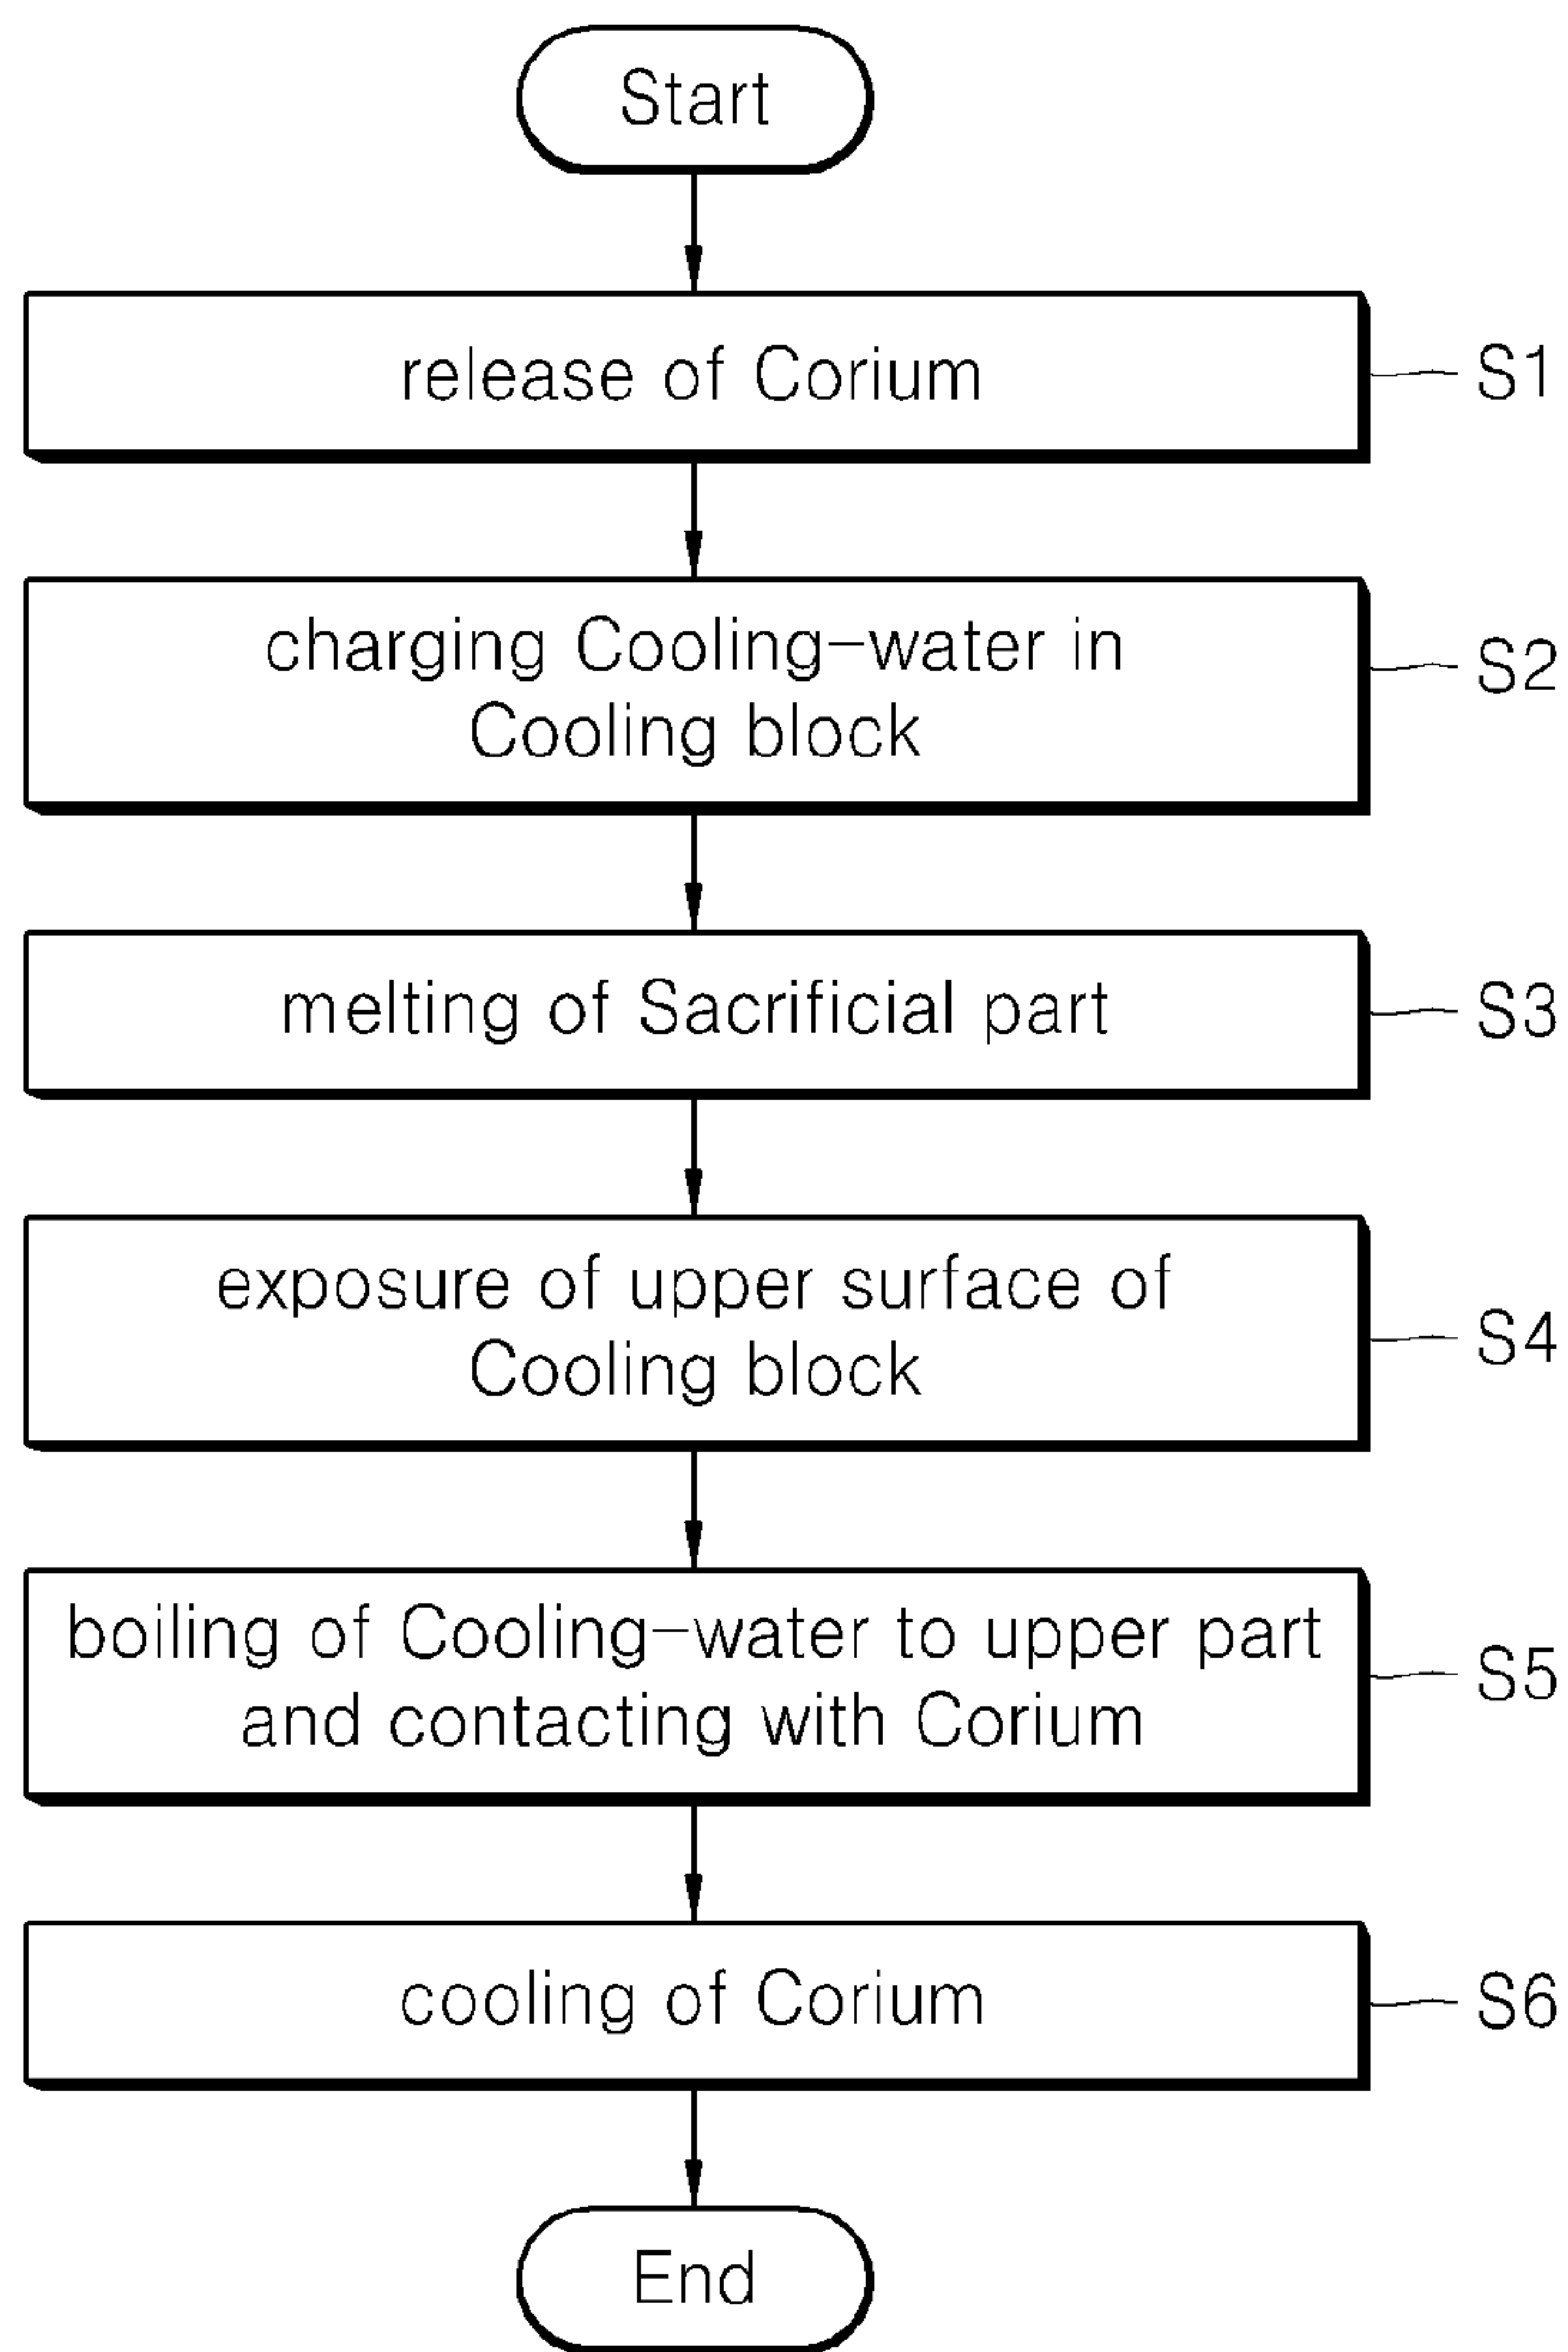 Start
release of Corium
S1
charging Cooling-water in
Cooling block
S2
melting of Sacrificial part
S3
exposure of upper surface of
Cooling block
S4
boiling of Cooling-water to upper part
and contacting with Corium
S5
cooling of Corium
S6
End